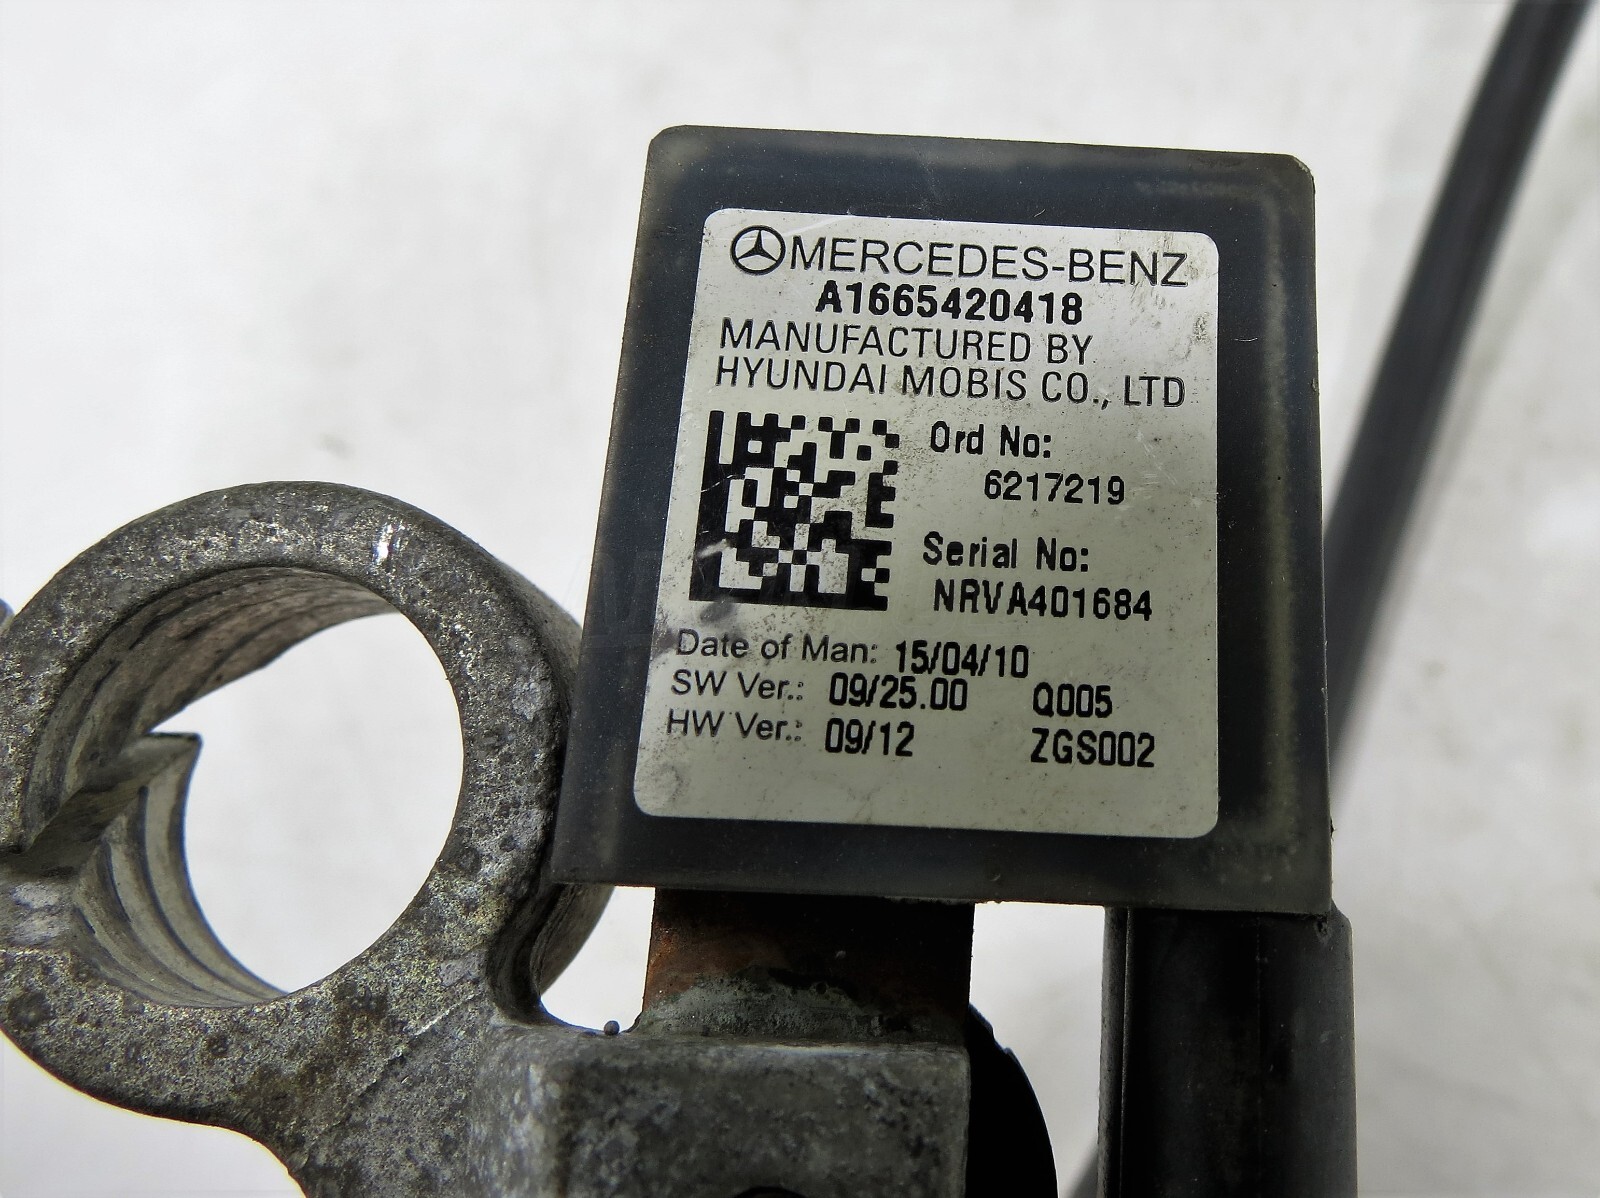 MERCEDES-BENZ
A1665420418
MANUFACTURED BY
HYUNDAI MOBIS CO., LTD
Ord No:
6217219
Serial No:
NRVA401684
Date of Man: 15/04/10
SW Ver.: 09/25.00 Q005
HW Ver.: 09/12 ZGS002